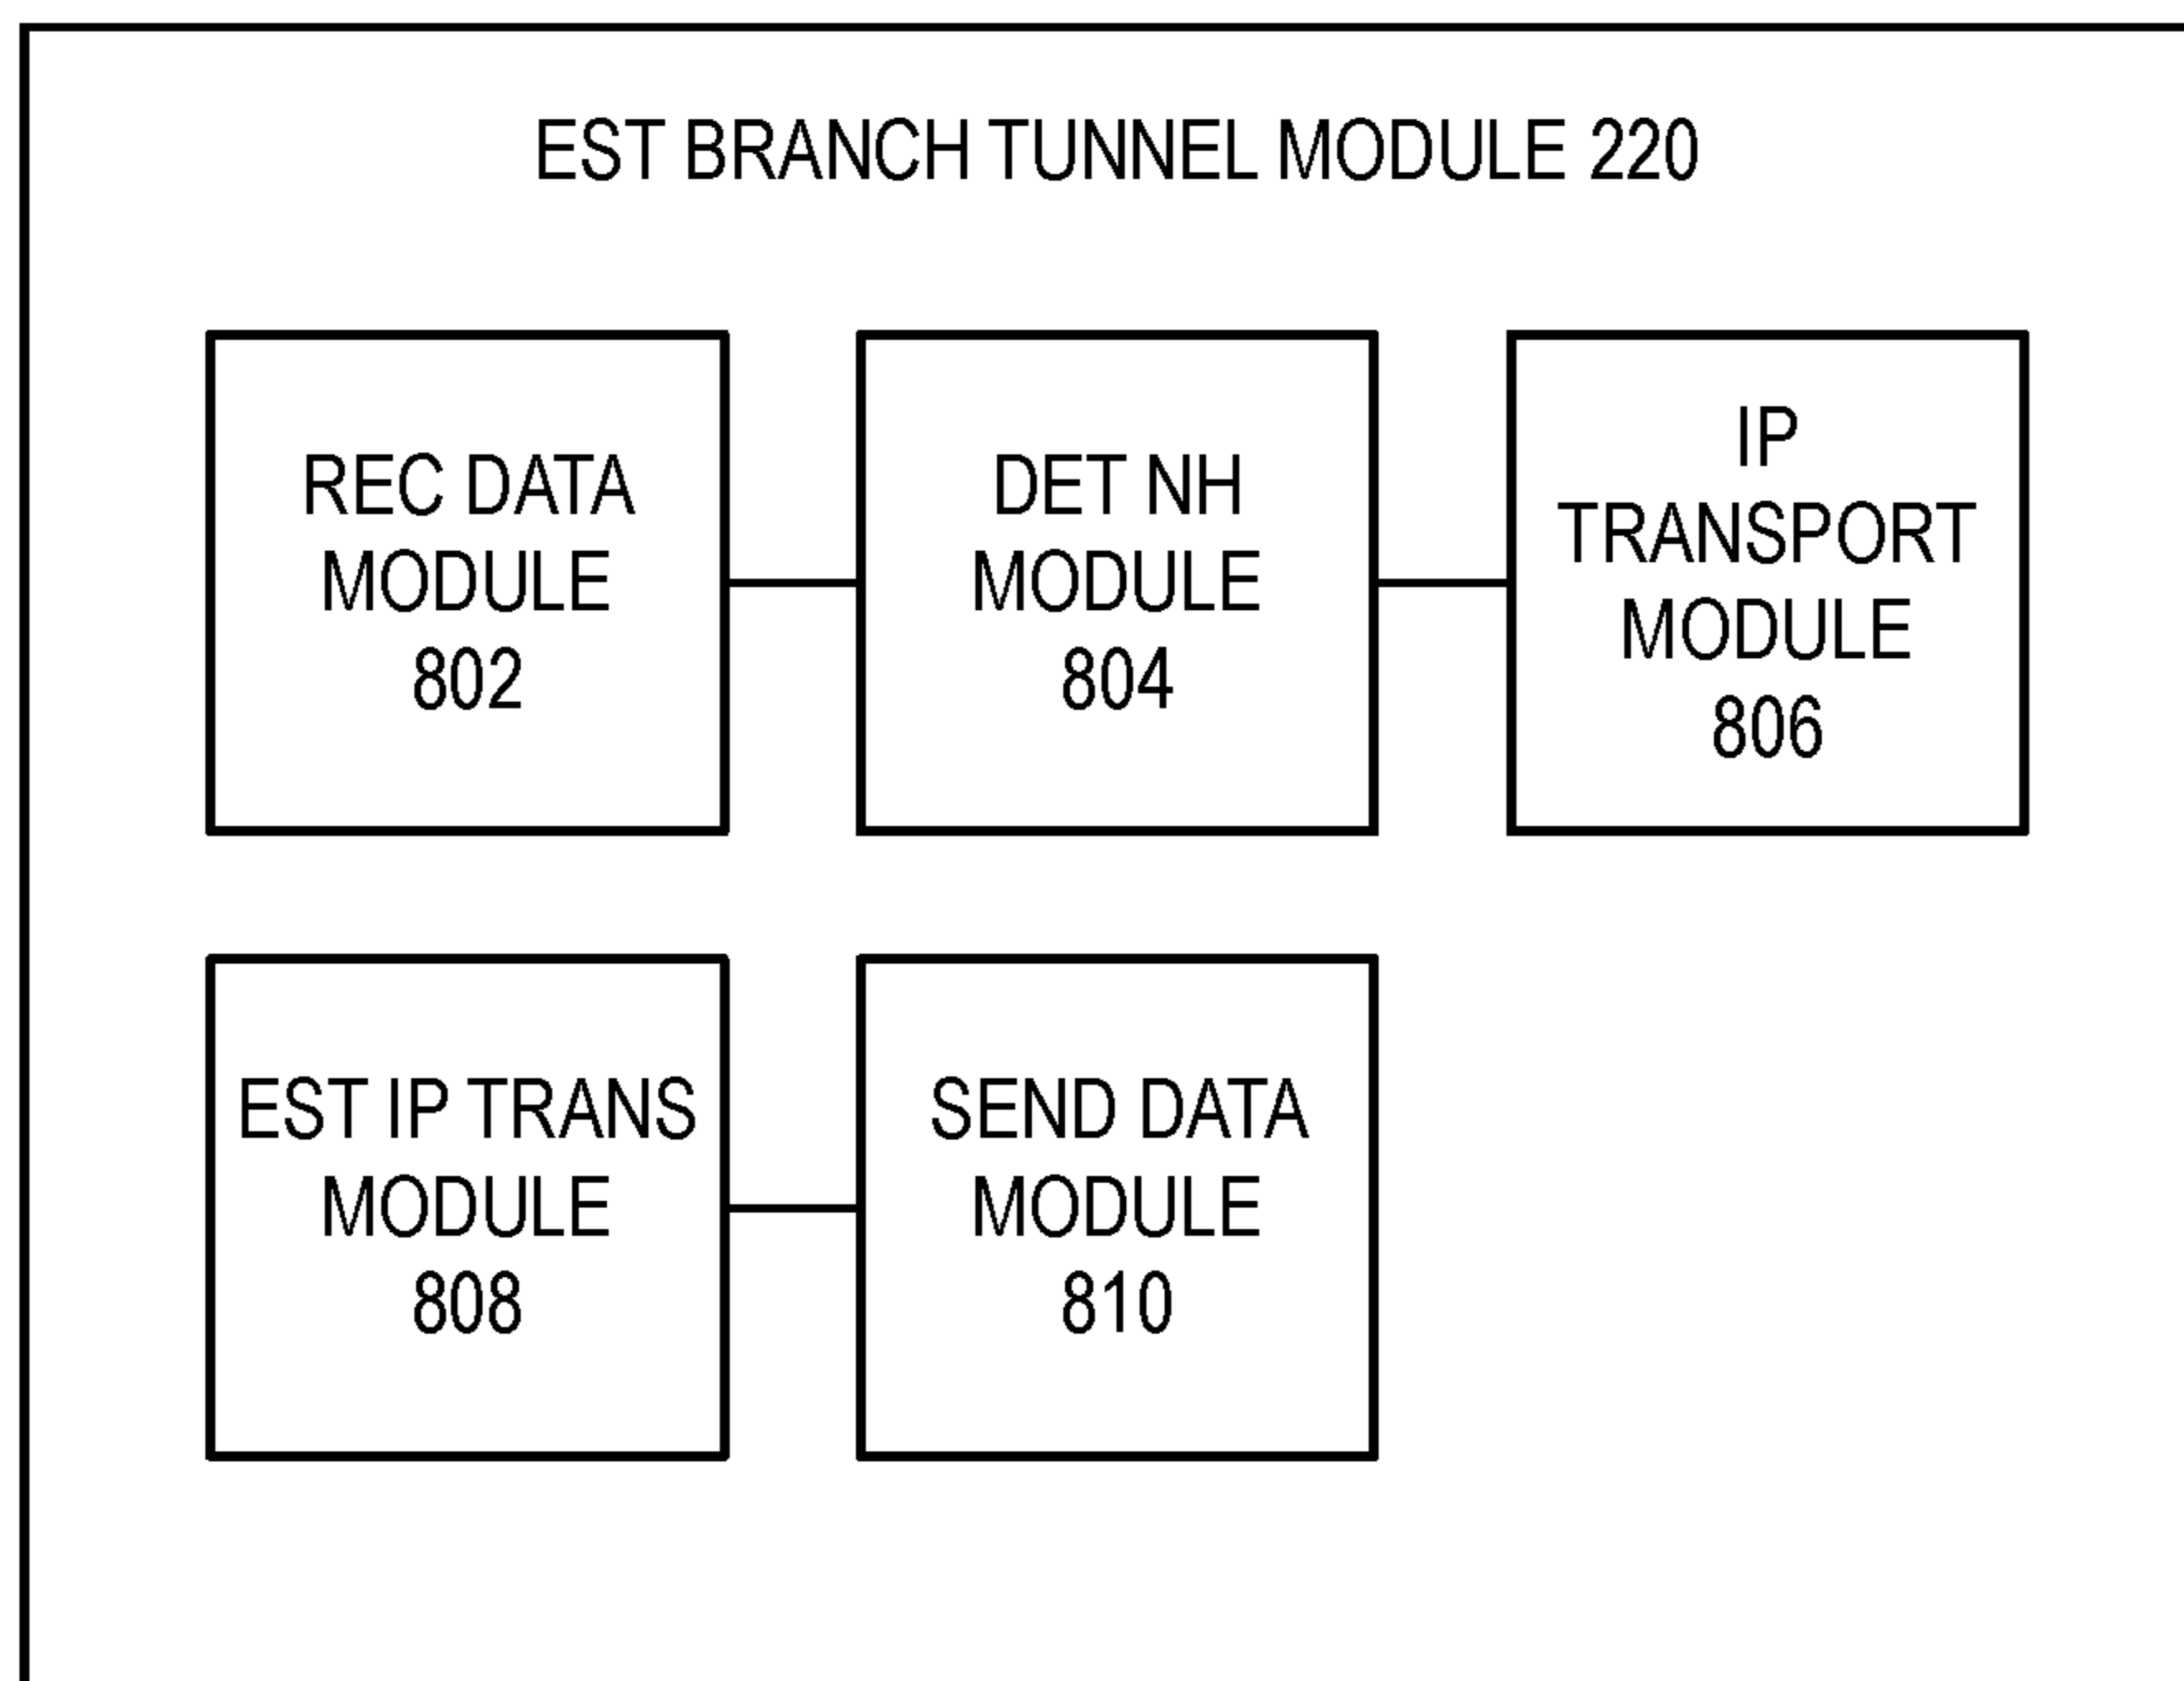 EST BRANCH TUNNEL MODULE 220
REC DATA
MODULE
802
DET NH
MODULE
804
IP
TRANSPORT
MODULE
806
EST IP TRANS
MODULE
808
SEND DATA
MODULE
810